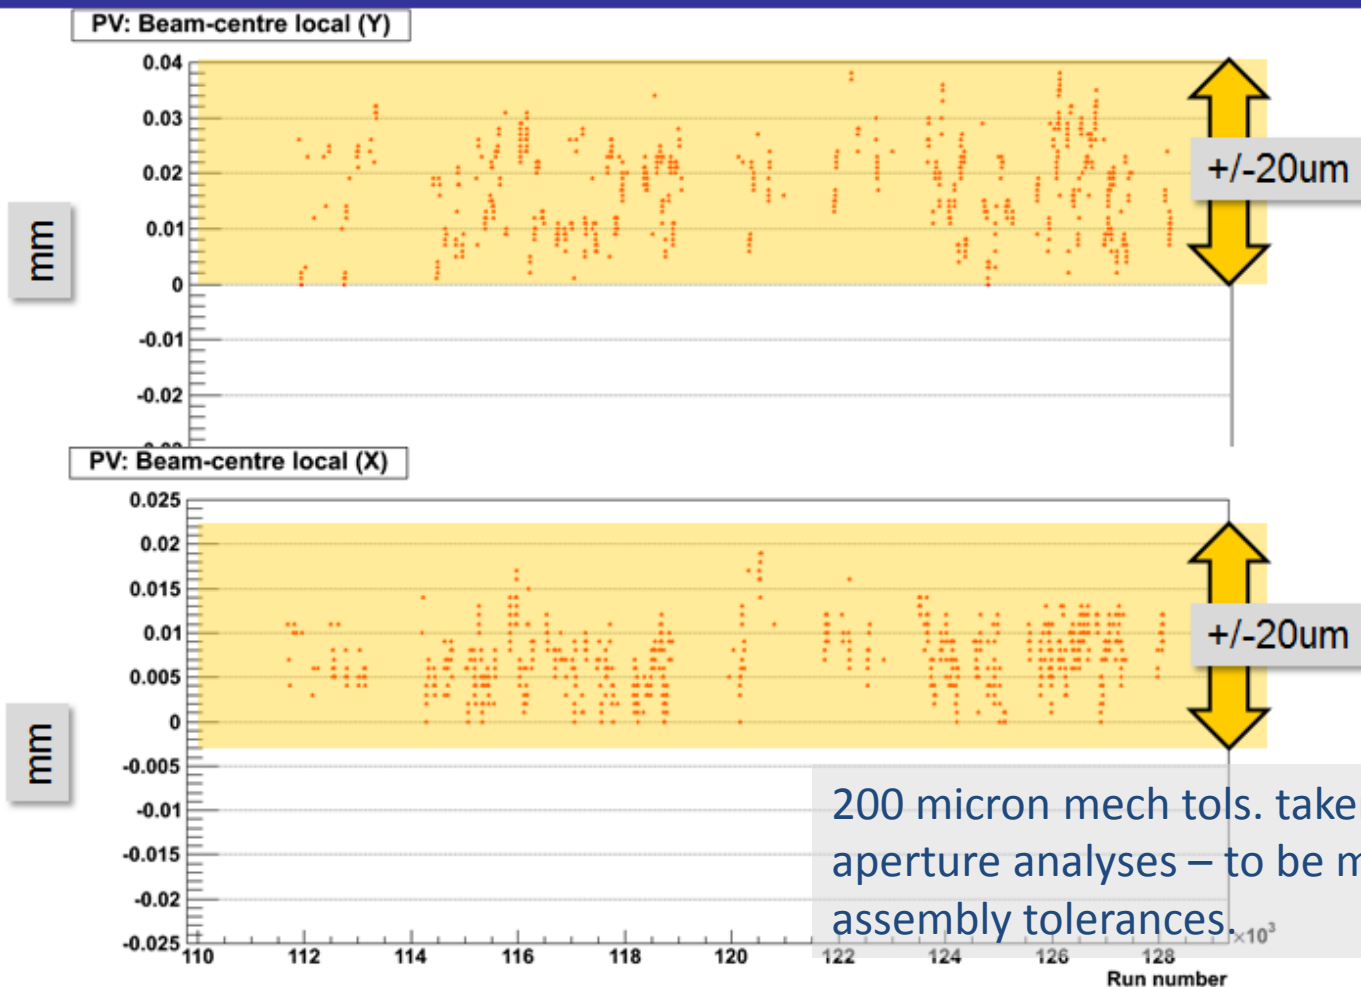 PV: Beam-centre local (Y)
0.04
0.03
0.02
0.01
0
-0.01
-0.02
mm
+/-20um
PV: Beam-centre local (X)
0.025
0.02
0.015
0.01
0.005
0
-0.005
-0.01
-0.015
-0.02
-0.025
mm
+/-20um
200 micron mech tols. take
aperture analyses – to be m
assembly tolerances.
110 112 114 116 118 120 122 124 126 128 ×10³
Run number